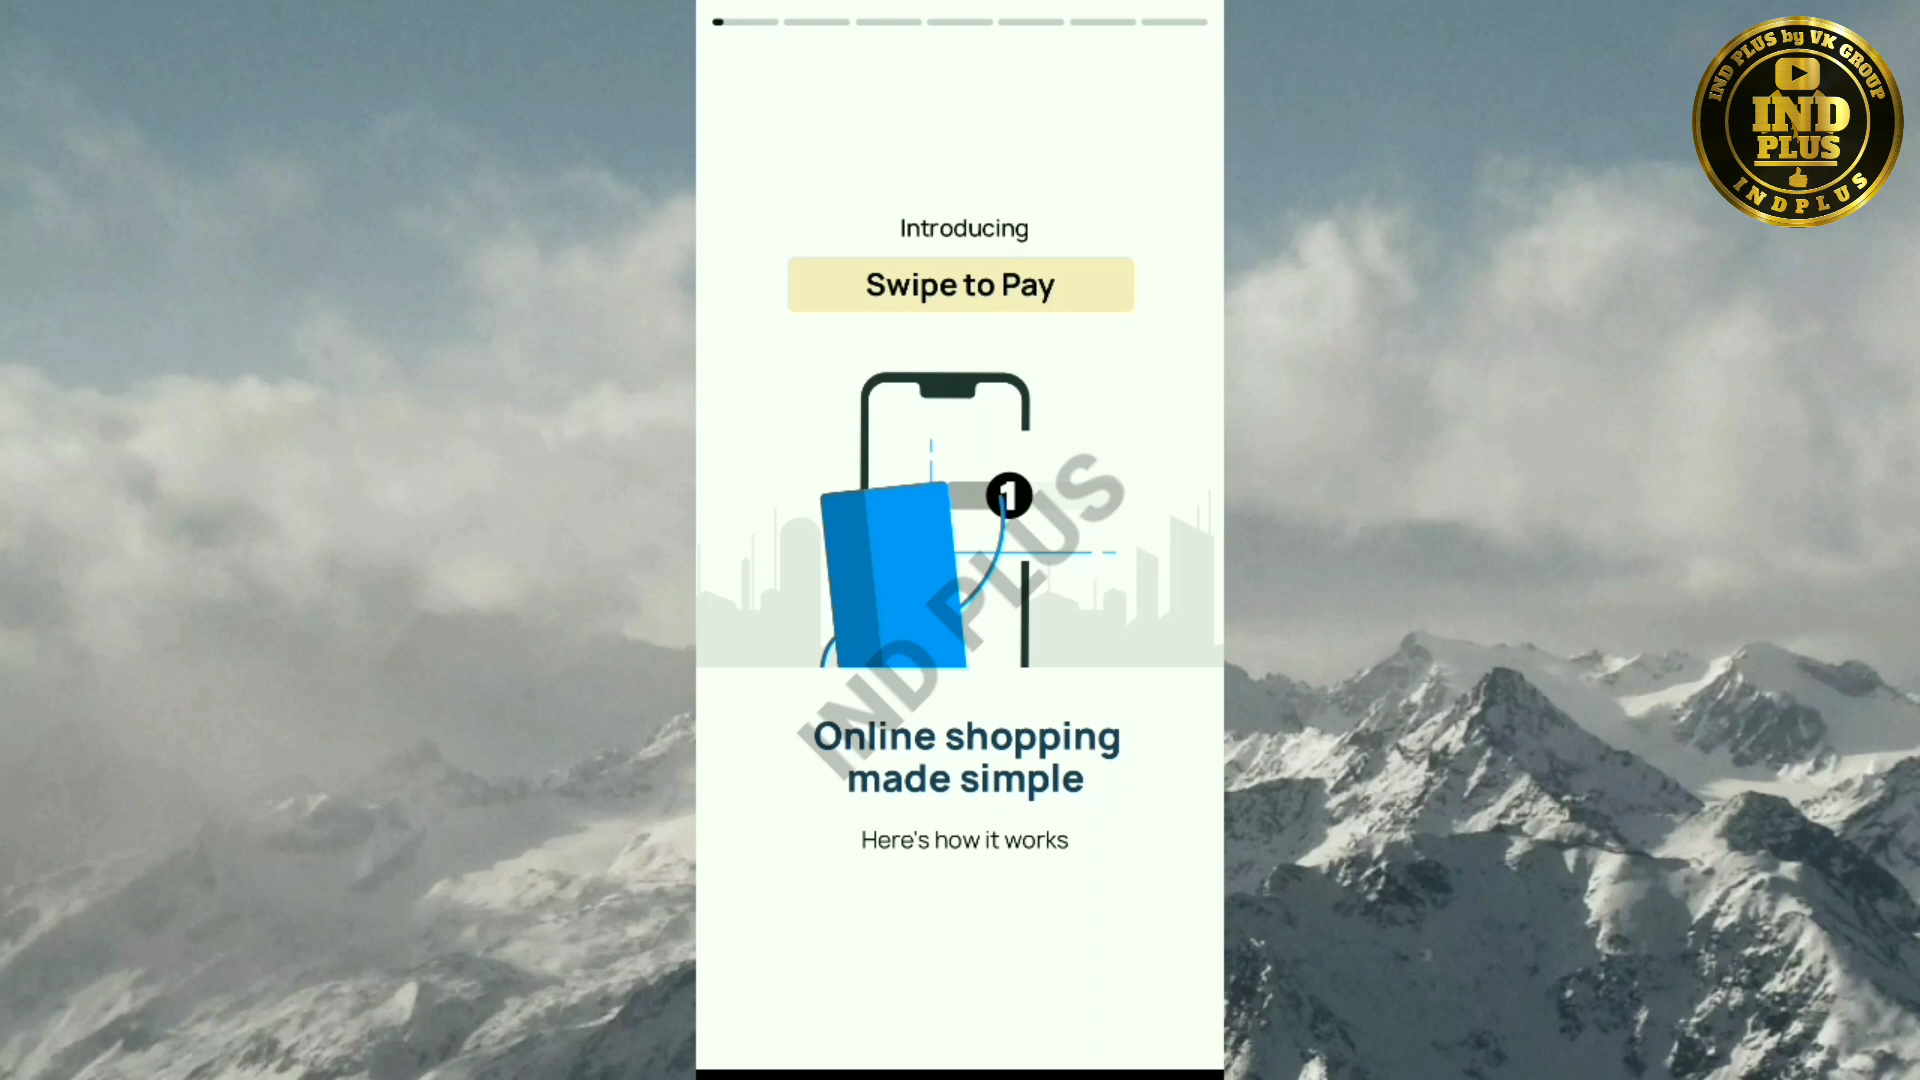 Introducing
Swipe to Pay
1
IND PLUS
Online shopping
made simple
Here's how it works
IND PLUS by VK GROUP
IND
PLUS
INDPLUS